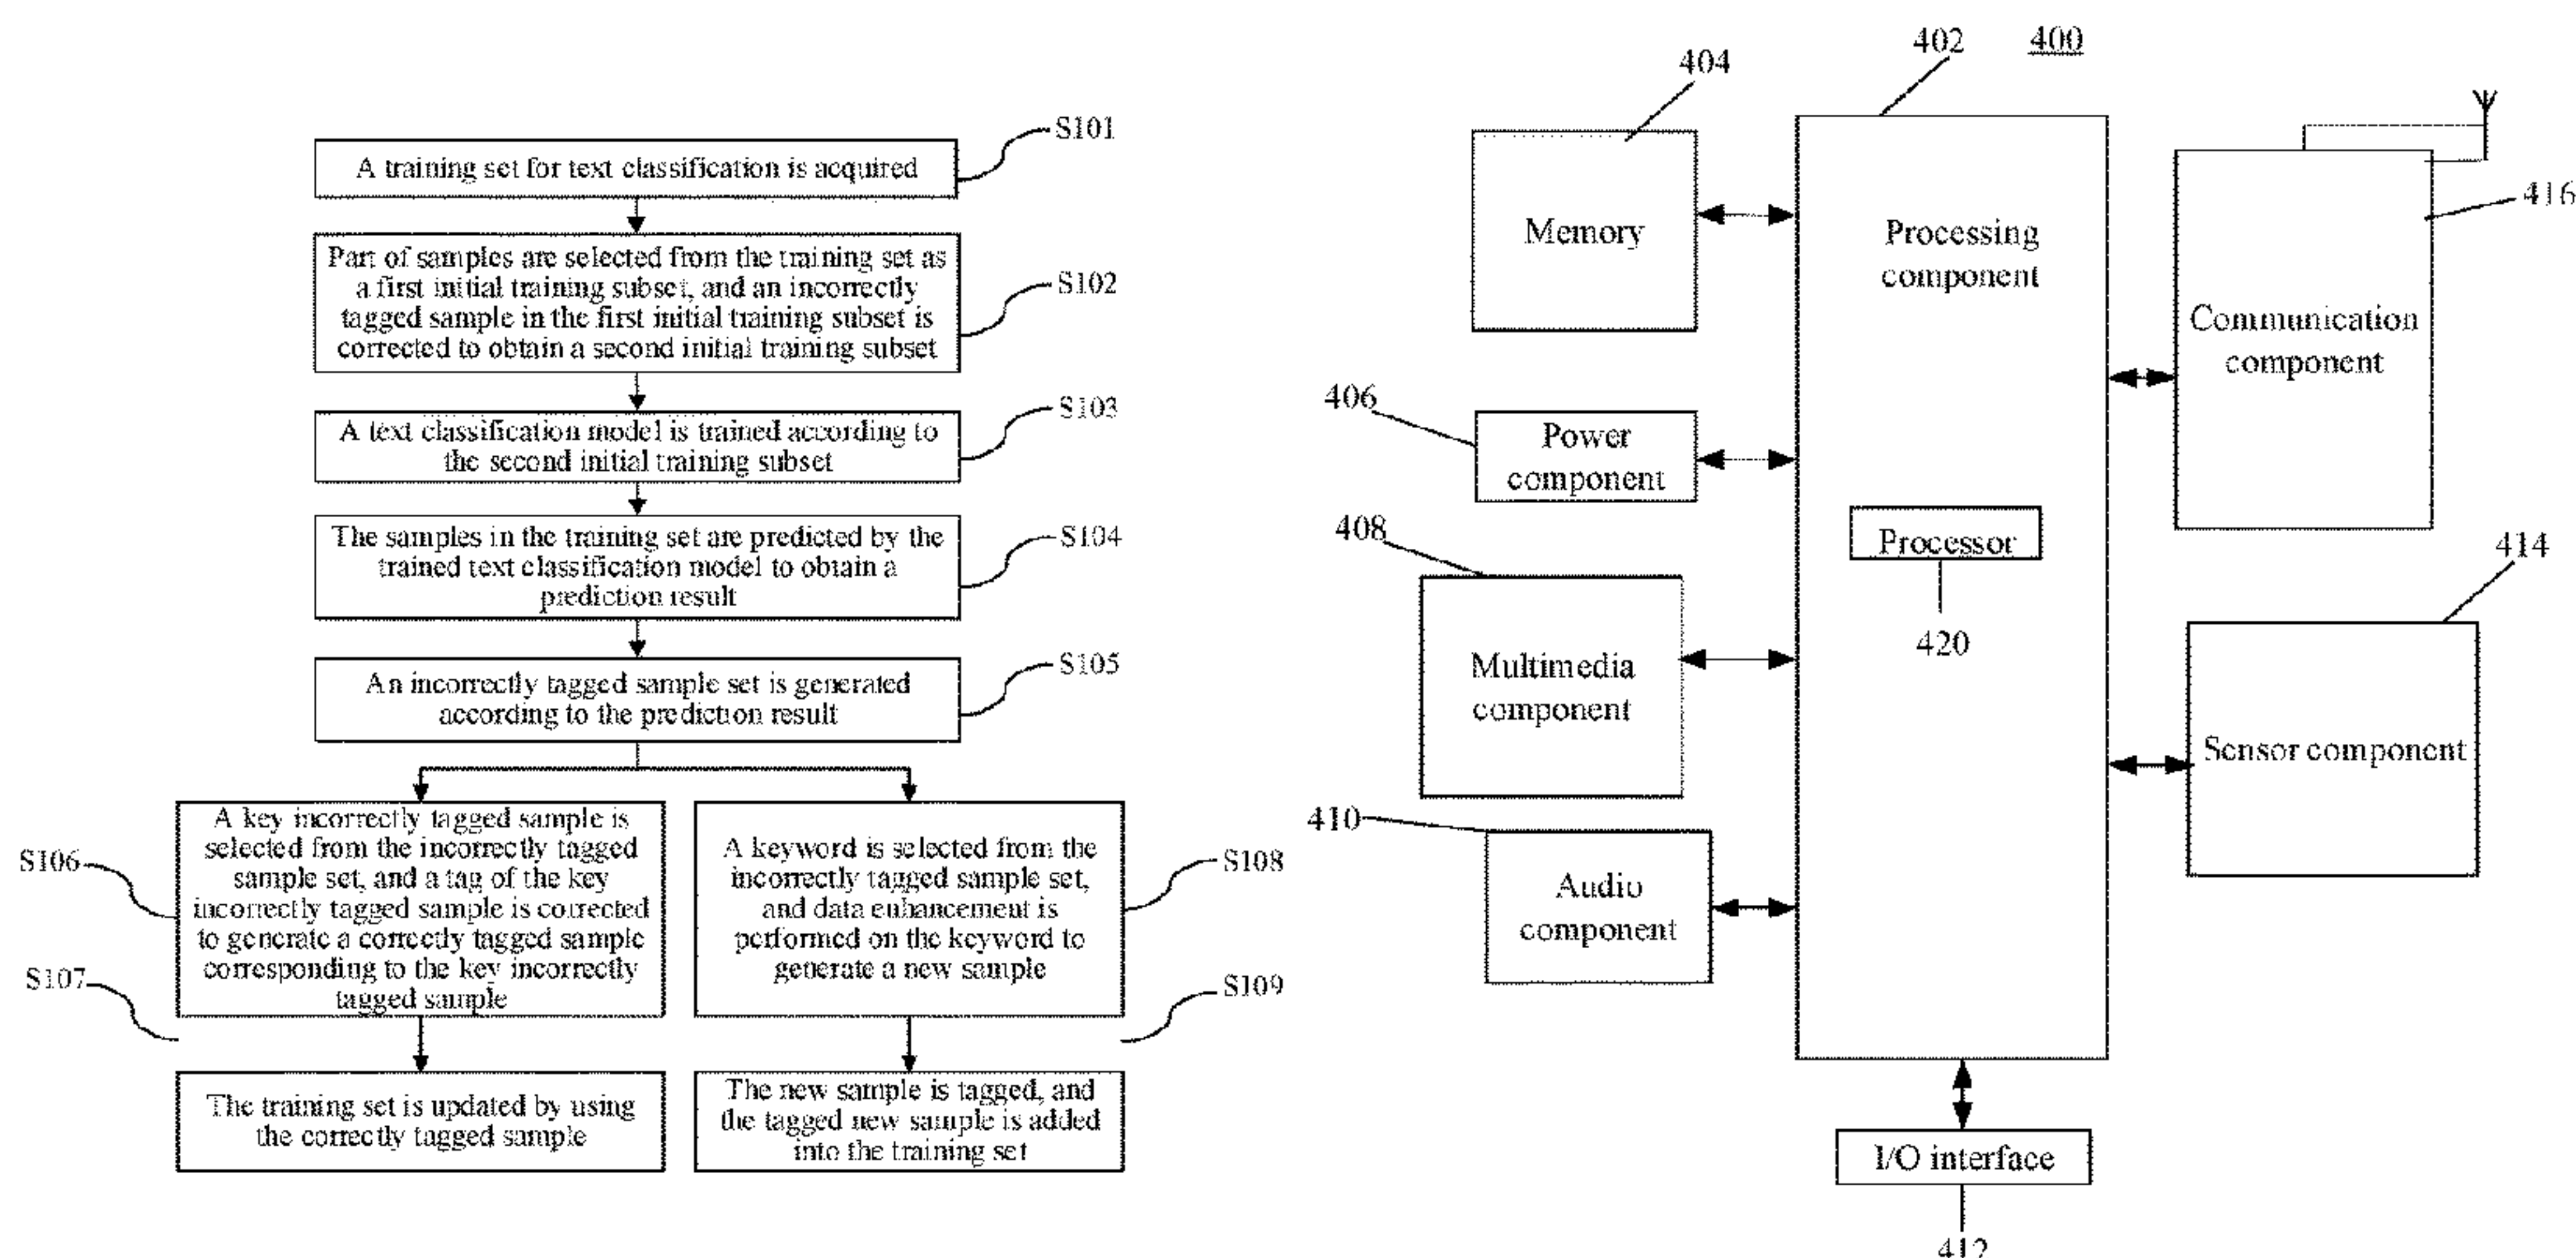 S101
A training set for text classification is acquired
Part of samples are selected from the training set as
a first initial training subset, and an incorrectly
tagged sample in the first initial training subset is
corrected to obtain a second initial training subset
S102
A text classification model is trained according to
the second initial training subset
S103
The samples in the training set are predicted by the
trained text classification model to obtain a
prediction result
S104
An incorrectly tagged sample set is generated
according to the prediction result
S105
A key incorrectly tagged sample is
selected from the incorrectly tagged
sample set, and a tag of the key
incorrectly tagged sample is corrected
to generate a correctly tagged sample
corresponding to the key incorrectly
tagged sample
S106
S107
The training set is updated by using
the correctly tagged sample
A keyword is selected from the
incorrectly tagged sample set,
and data enhancement is
performed on the keyword to
generate a new sample
S108
S109
The new sample is tagged, and
the tagged new sample is added
into the training set
400
402
404
Memory
Processing
component
416
Communication
component
406
Power
component
408
Multimedia
component
Processor
420
414
Sensor component
410
Audio
component
I/O interface
412